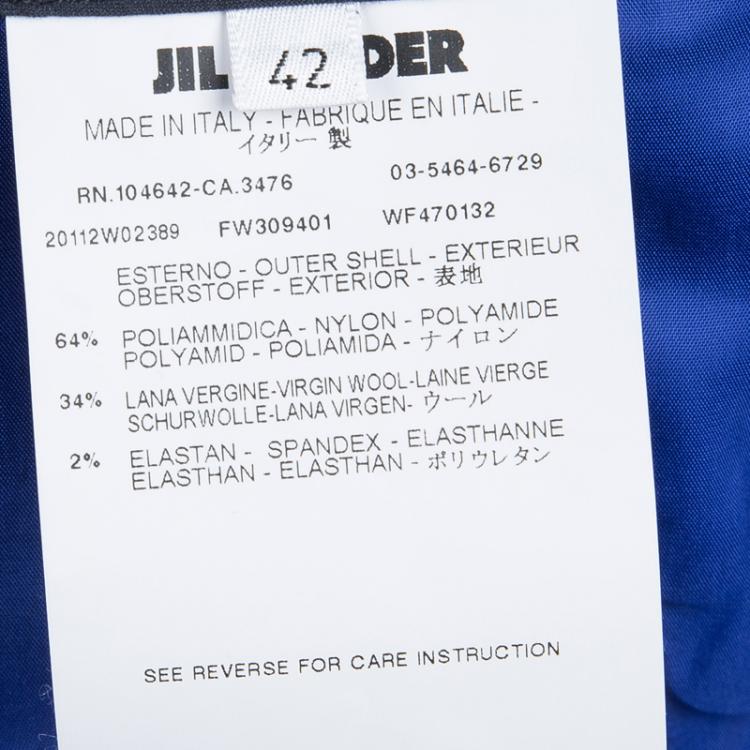 JIL DER
42
MADE IN ITALY - FABRIQUE EN ITALIE -
イタリー 製
RN.104642-CA.3476 03-5464-6729
20112W02389 FW309401 WF470132
ESTERNO - OUTER SHELL - EXTERIEUR
OBERSTOFF - EXTERIOR - 表地
64% POLIAMMIDICA - NYLON - POLYAMIDE
POLYAMID - POLIAMIDA - ナイロン
34% LANA VERGINE-VIRGIN WOOL-LAINE VIERGE
SCHURWOLLE-LANA VIRGEN- ウール
2% ELASTAN - SPANDEX - ELASTHANNE
ELASTHAN - ELASTHAN - ポリウレタン
SEE REVERSE FOR CARE INSTRUCTION